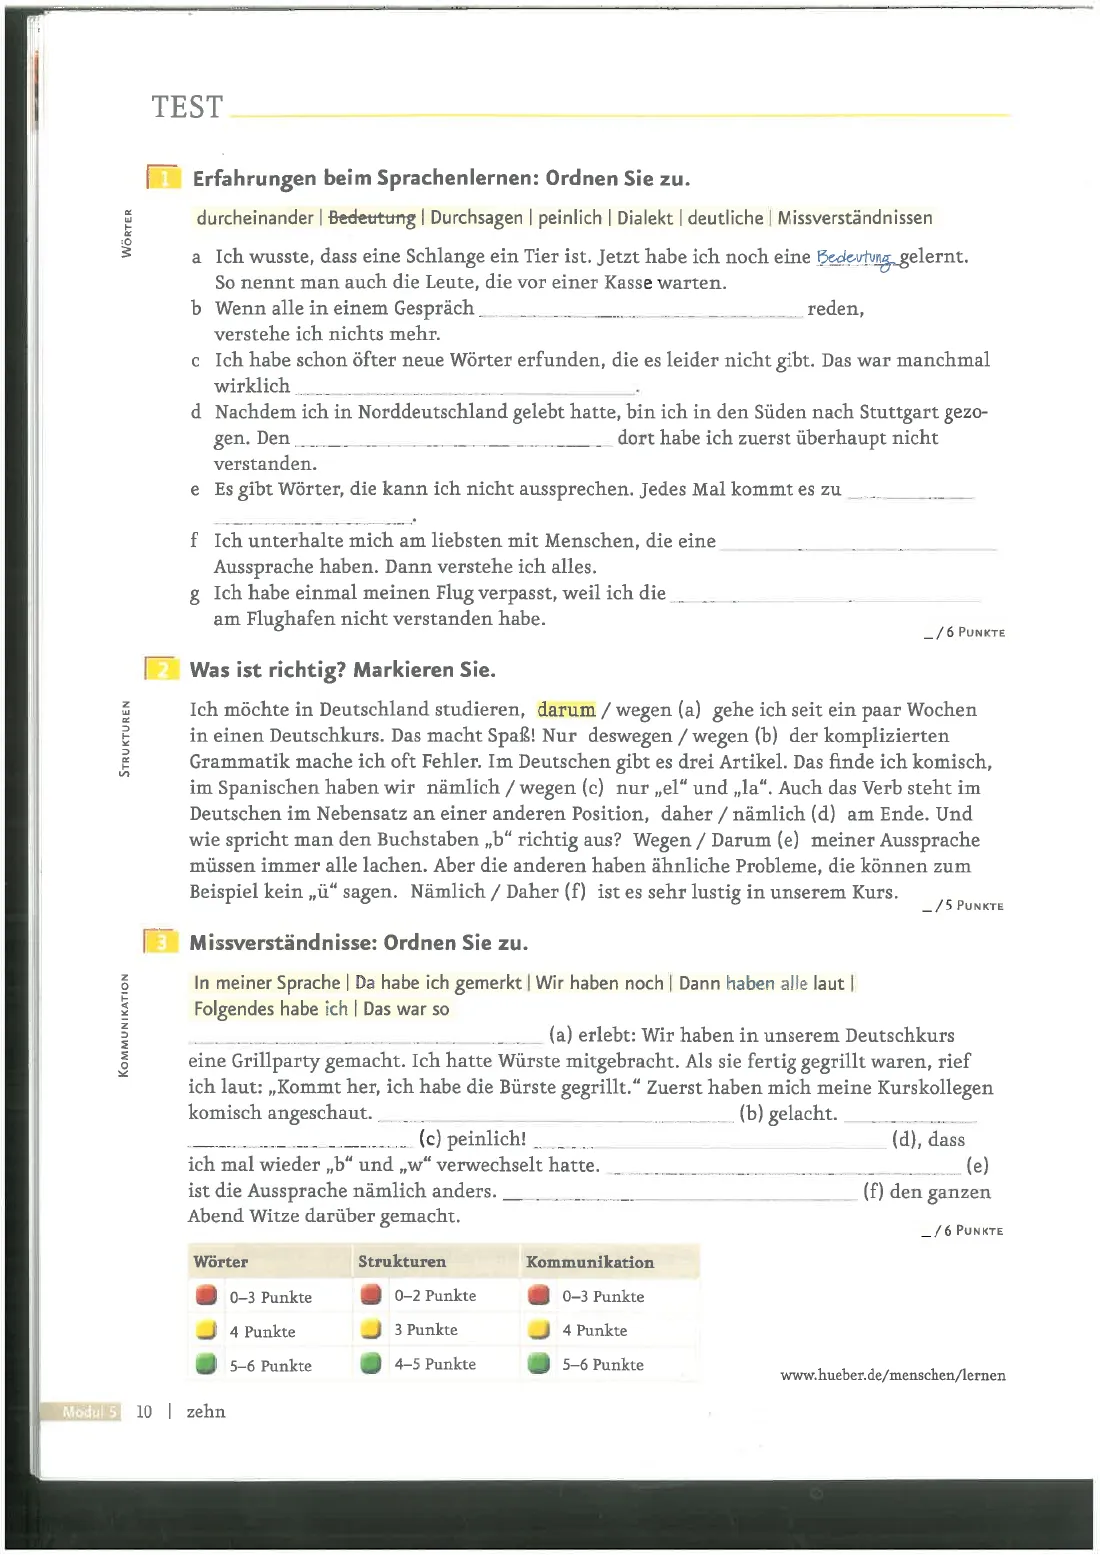 TEST
1 Erfahrungen beim Sprachenlernen: Ordnen Sie zu.
WÖRTER
durcheinander | Bedeutung | Durchsagen | peinlich | Dialekt | deutliche | Missverständnissen
a Ich wusste, dass eine Schlange ein Tier ist. Jetzt habe ich noch eine Bedeutung gelernt.
So nennt man auch die Leute, die vor einer Kasse warten.
b Wenn alle in einem Gespräch ____________ reden,
verstehe ich nichts mehr.
c Ich habe schon öfter neue Wörter erfunden, die es leider nicht gibt. Das war manchmal
wirklich ____________.
d Nachdem ich in Norddeutschland gelebt hatte, bin ich in den Süden nach Stuttgart gezo-
gen. Den ____________ dort habe ich zuerst überhaupt nicht
verstanden.
e Es gibt Wörter, die kann ich nicht aussprechen. Jedes Mal kommt es zu ______
____________.
f Ich unterhalte mich am liebsten mit Menschen, die eine ____________
Aussprache haben. Dann verstehe ich alles.
g Ich habe einmal meinen Flug verpasst, weil ich die ____________
am Flughafen nicht verstanden habe.
_ / 6 PUNKTE
2 Was ist richtig? Markieren Sie.
STRUKTUREN
Ich möchte in Deutschland studieren, darum / wegen (a) gehe ich seit ein paar Wochen
in einen Deutschkurs. Das macht Spaß! Nur deswegen / wegen (b) der komplizierten
Grammatik mache ich oft Fehler. Im Deutschen gibt es drei Artikel. Das finde ich komisch,
im Spanischen haben wir nämlich / wegen (c) nur „el“ und „la“. Auch das Verb steht im
Deutschen im Nebensatz an einer anderen Position, daher / nämlich (d) am Ende. Und
wie spricht man den Buchstaben „b“ richtig aus? Wegen / Darum (e) meiner Aussprache
müssen immer alle lachen. Aber die anderen haben ähnliche Probleme, die können zum
Beispiel kein „ü“ sagen. Nämlich / Daher (f) ist es sehr lustig in unserem Kurs.
_ / 5 PUNKTE
3 Missverständnisse: Ordnen Sie zu.
KOMMUNIKATION
In meiner Sprache | Da habe ich gemerkt | Wir haben noch | Dann haben alle laut |
Folgendes habe ich | Das war so
____________ (a) erlebt: Wir haben in unserem Deutschkurs
eine Grillparty gemacht. Ich hatte Würste mitgebracht. Als sie fertig gegrillt waren, rief
ich laut: „Kommt her, ich habe die Bürste gegrillt.“ Zuerst haben mich meine Kurskollegen
komisch angeschaut. ____________ (b) gelacht. ______
____________ (c) peinlich! ____________ (d), dass
ich mal wieder „b“ und „w“ verwechselt hatte. ____________ (e)
ist die Aussprache nämlich anders. ____________ (f) den ganzen
Abend Witze darüber gemacht.
_ / 6 PUNKTE
Wörter Strukturen Kommunikation
0–3 Punkte 0–2 Punkte 0–3 Punkte
4 Punkte 3 Punkte 4 Punkte
5–6 Punkte 4–5 Punkte 5–6 Punkte
www.hueber.de/menschen/lernen
Modul 5 10 | zehn